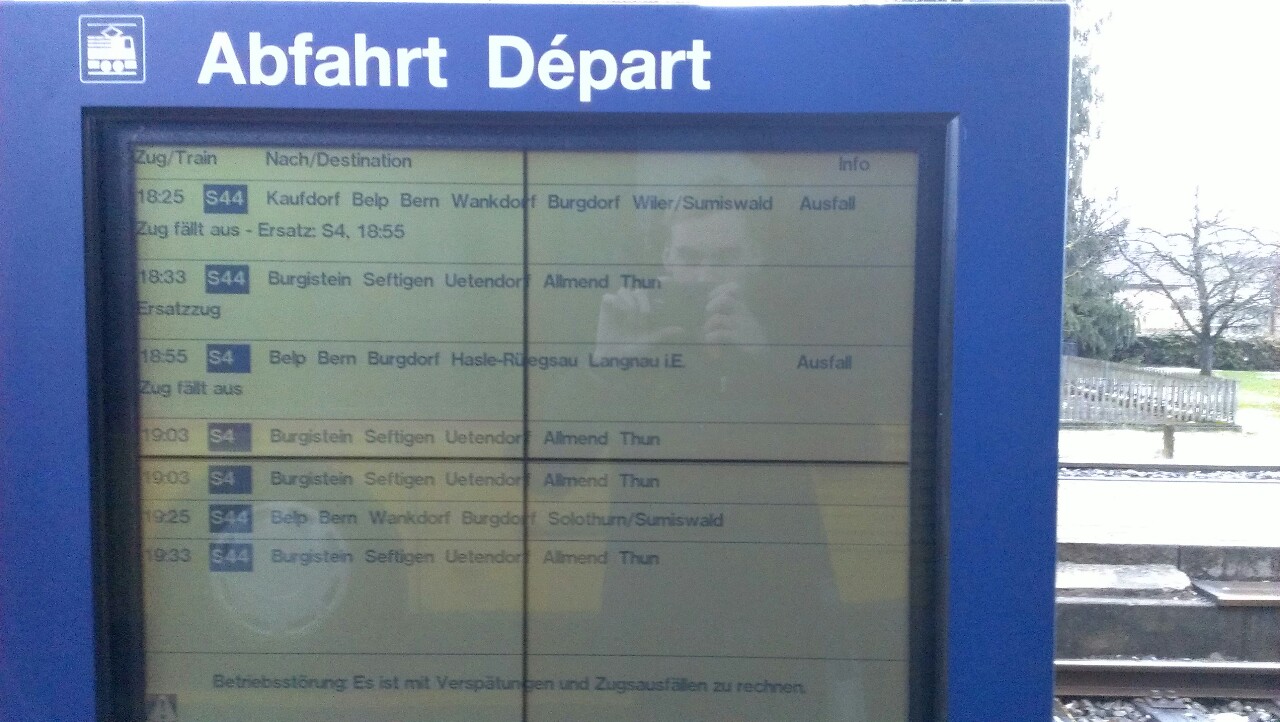 Abfahrt Départ
Zug/Train Nach/Destination Info
18:25 S44 Kaufdorf Belp Bern Wankdorf Burgdorf Wiler/Sumiswald Ausfall
Zug fällt aus - Ersatz: S4, 18:55
18:33 S44 Burgistein Seftigen Uetendorf Allmend Thun
Ersatzzug
18:55 S4 Belp Bern Burgdorf Hasle-Rüegsau Langnau i.E. Ausfall
Zug fällt aus
19:03 S4 Burgistein Seftigen Uetendorf Allmend Thun
19:03 S4 Burgistein Seftigen Uetendorf Allmend Thun
19:25 S44 Belp Bern Wankdorf Burgdorf Solothurn/Sumiswald
19:33 S44 Burgistein Seftigen Uetendorf Allmend Thun
Betriebsstörung: Es ist mit Verspätungen und Zugsausfällen zu rechnen.